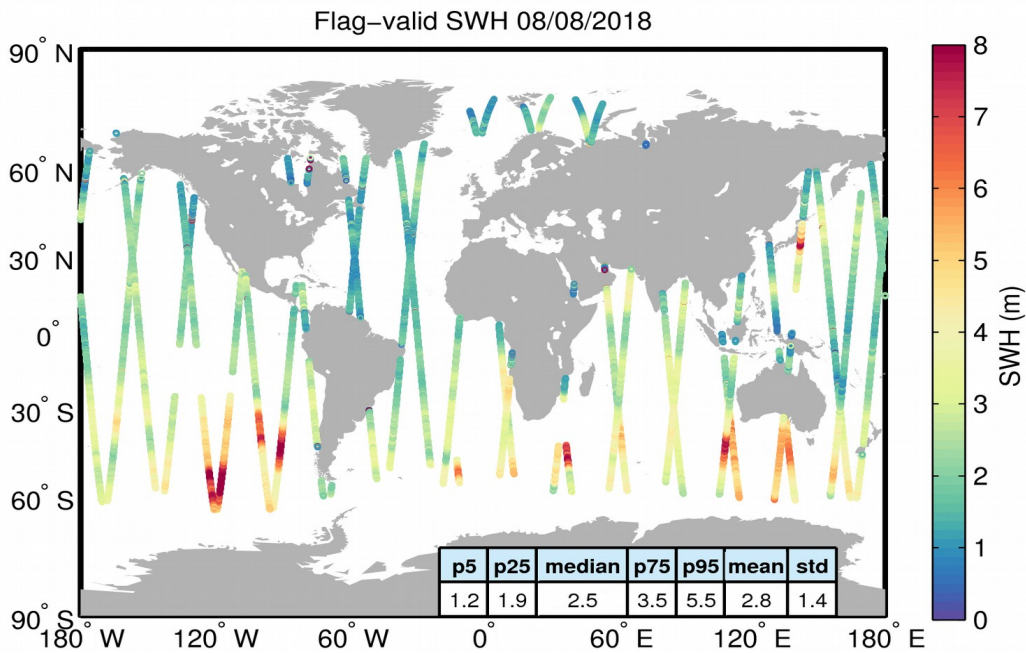 Flag−valid SWH 08/08/2018
90° N
60° N
30° N
0°
30° S
60° S
90° S
180° W
120° W
60° W
0°
60° E
120° E
180° E
p5 p25 median p75 p95 mean std
1.2 1.9 2.5 3.5 5.5 2.8 1.4
8
7
6
5
4
3
2
1
0
SWH (m)